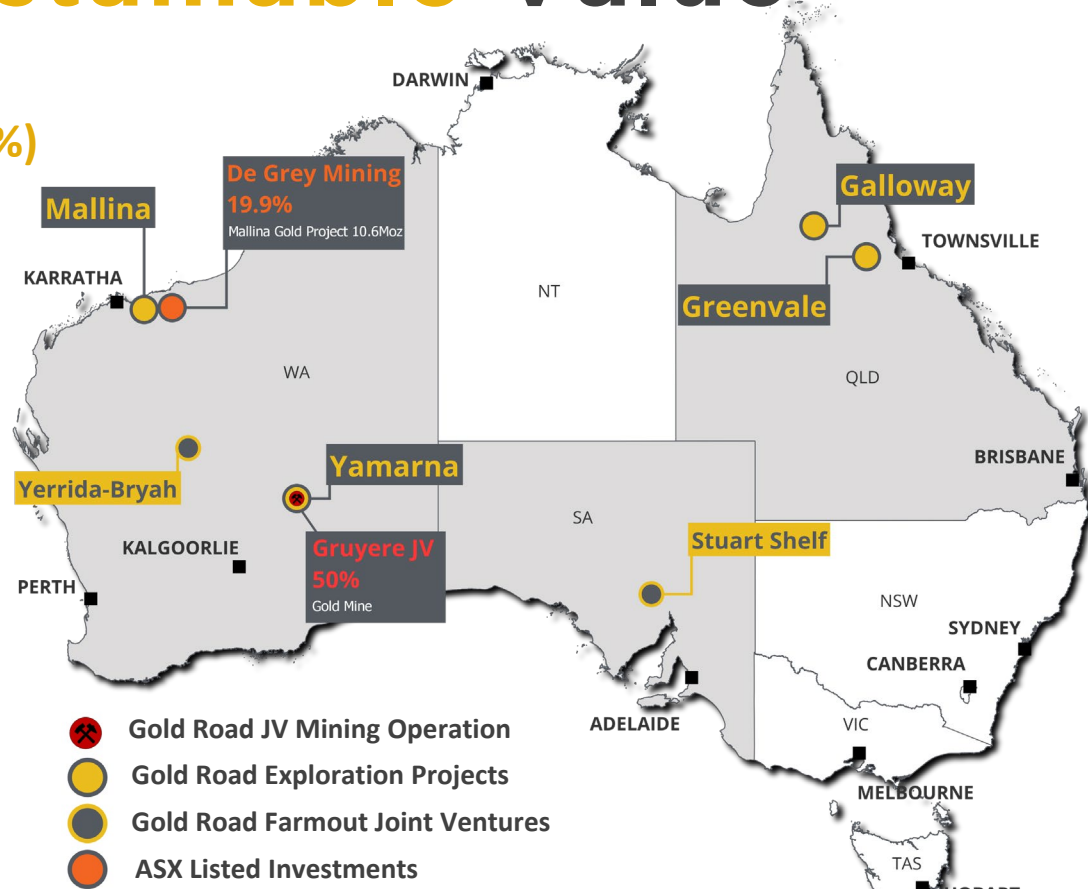 Value
%)
DARWIN
De Grey Mining
19.9%
Mallina Gold Project 10.6Moz
Mallina
Galloway
TOWNSVILLE
KARRATHA
Greenvale
NT
WA
QLD
BRISBANE
Yamarna
Yerrida-Bryah
SA
Stuart Shelf
KALGOORLIE
Gruyere JV
50%
Gold Mine
PERTH
NSW
SYDNEY
CANBERRA
ADELAIDE
VIC
MELBOURNE
TAS
Gold Road JV Mining Operation
Gold Road Exploration Projects
Gold Road Farmout Joint Ventures
ASX Listed Investments